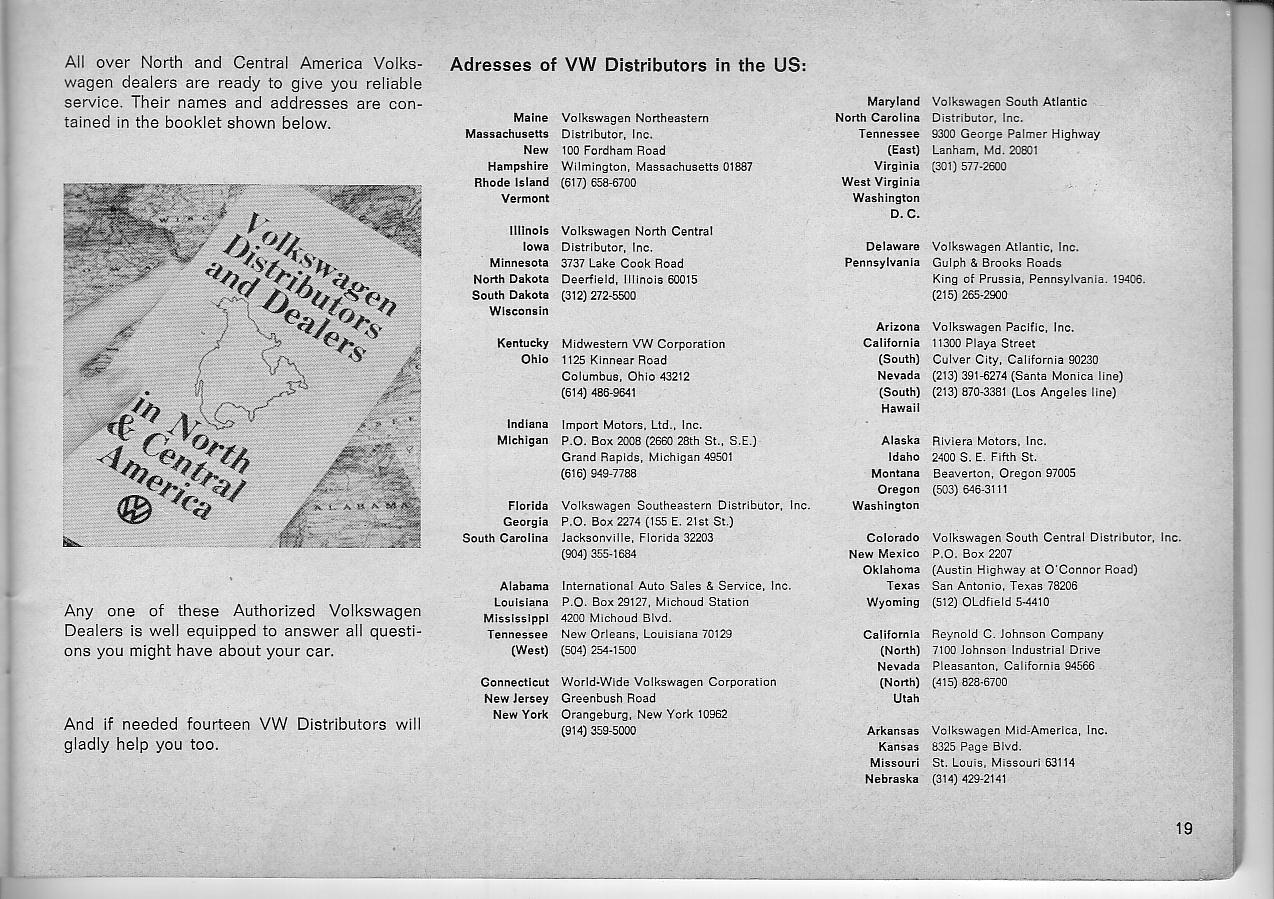 All over North and Central America Volks-
wagen dealers are ready to give you reliable
service. Their names and addresses are con-
tained in the booklet shown below.
Volkswagen
Distributors
and Dealers
in North
& Central
America
ALABAMA
Any one of these Authorized Volkswagen
Dealers is well equipped to answer all questi-
ons you might have about your car.
And if needed fourteen VW Distributors will
gladly help you too.
Adresses of VW Distributors in the US:
Maine Volkswagen Northeastern
Massachusetts Distributor, Inc.
New 100 Fordham Road
Hampshire Wilmington, Massachusetts 01887
Rhode Island (617) 658-6700
Vermont
Illinois Volkswagen North Central
Iowa Distributor, Inc.
Minnesota 3737 Lake Cook Road
North Dakota Deerfield, Illinois 60015
South Dakota (312) 272-5500
Wisconsin
Kentucky Midwestern VW Corporation
Ohio 1125 Kinnear Road
Columbus, Ohio 43212
(614) 486-9641
Indiana Import Motors, Ltd., Inc.
Michigan P.O. Box 2008 (2660 28th St., S.E.)
Grand Rapids, Michigan 49501
(616) 949-7788
Florida Volkswagen Southeastern Distributor, Inc.
Georgia P.O. Box 2274 (155 E. 21st St.)
South Carolina Jacksonville, Florida 32203
(904) 355-1684
Alabama International Auto Sales & Service, Inc.
Louisiana P.O. Box 29127, Michoud Station
Mississippi 4200 Michoud Blvd.
Tennessee New Orleans, Louisiana 70129
(West) (504) 254-1500
Connecticut World-Wide Volkswagen Corporation
New Jersey Greenbush Road
New York Orangeburg, New York 10962
(914) 359-5000
Maryland Volkswagen South Atlantic
North Carolina Distributor, Inc.
Tennessee 9300 George Palmer Highway
(East) Lanham, Md. 20801
Virginia (301) 577-2600
West Virginia
Washington
D. C.
Delaware Volkswagen Atlantic, Inc.
Pennsylvania Gulph & Brooks Roads
King of Prussia, Pennsylvania. 19406.
(215) 265-2900
Arizona Volkswagen Pacific, Inc.
California 11300 Playa Street
(South) Culver City, California 90230
Nevada (213) 391-6274 (Santa Monica line)
(South) (213) 870-3381 (Los Angeles line)
Hawaii
Alaska Riviera Motors, Inc.
Idaho 2400 S. E. Fifth St.
Montana Beaverton, Oregon 97005
Oregon (503) 646-3111
Washington
Colorado Volkswagen South Central Distributor, Inc.
New Mexico P.O. Box 2207
Oklahoma (Austin Highway at O'Connor Road)
Texas San Antonio, Texas 78206
Wyoming (512) OLdfield 5-4410
California Reynold C. Johnson Company
(North) 7100 Johnson Industrial Drive
Nevada Pleasanton, California 94566
(North) (415) 828-6700
Utah
Arkansas Volkswagen Mid-America, Inc.
Kansas 8325 Page Blvd.
Missouri St. Louis, Missouri 63114
Nebraska (314) 429-2141
19